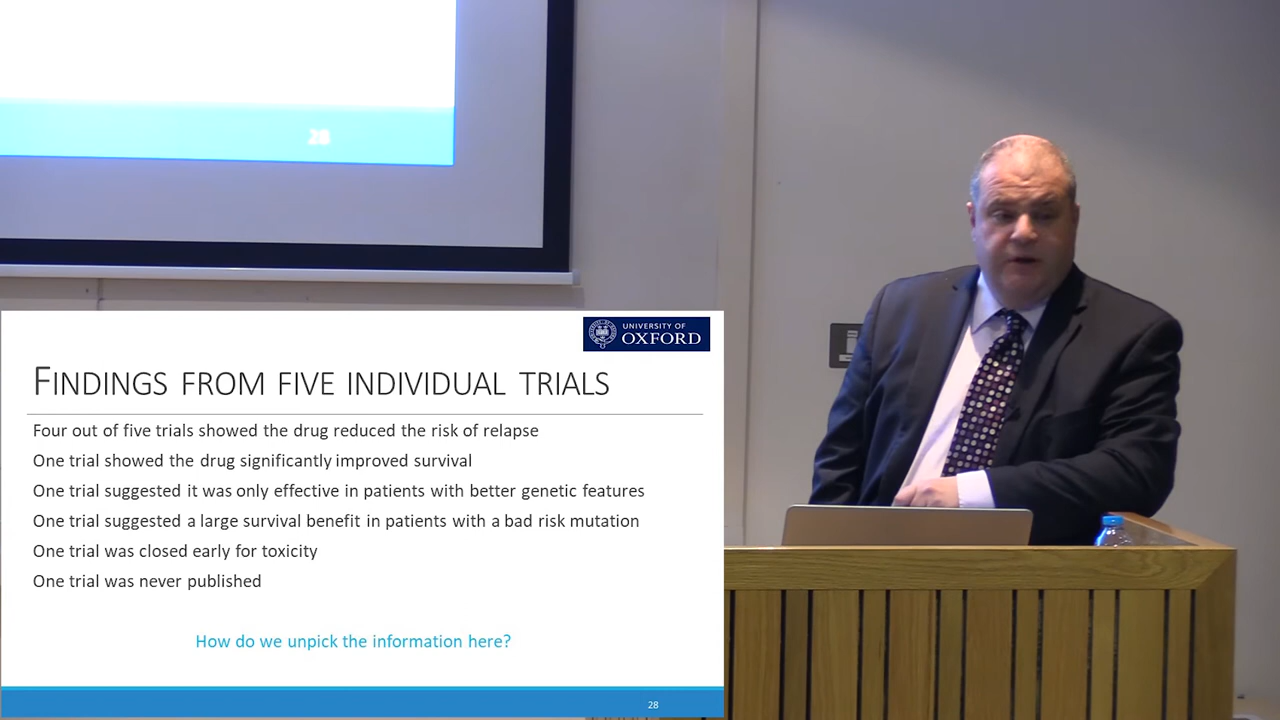 28
UNIVERSITY OF
OXFORD
FINDINGS FROM FIVE INDIVIDUAL TRIALS
Four out of five trials showed the drug reduced the risk of relapse
One trial showed the drug significantly improved survival
One trial suggested it was only effective in patients with better genetic features
One trial suggested a large survival benefit in patients with a bad risk mutation
One trial was closed early for toxicity
One trial was never published
How do we unpick the information here?
28